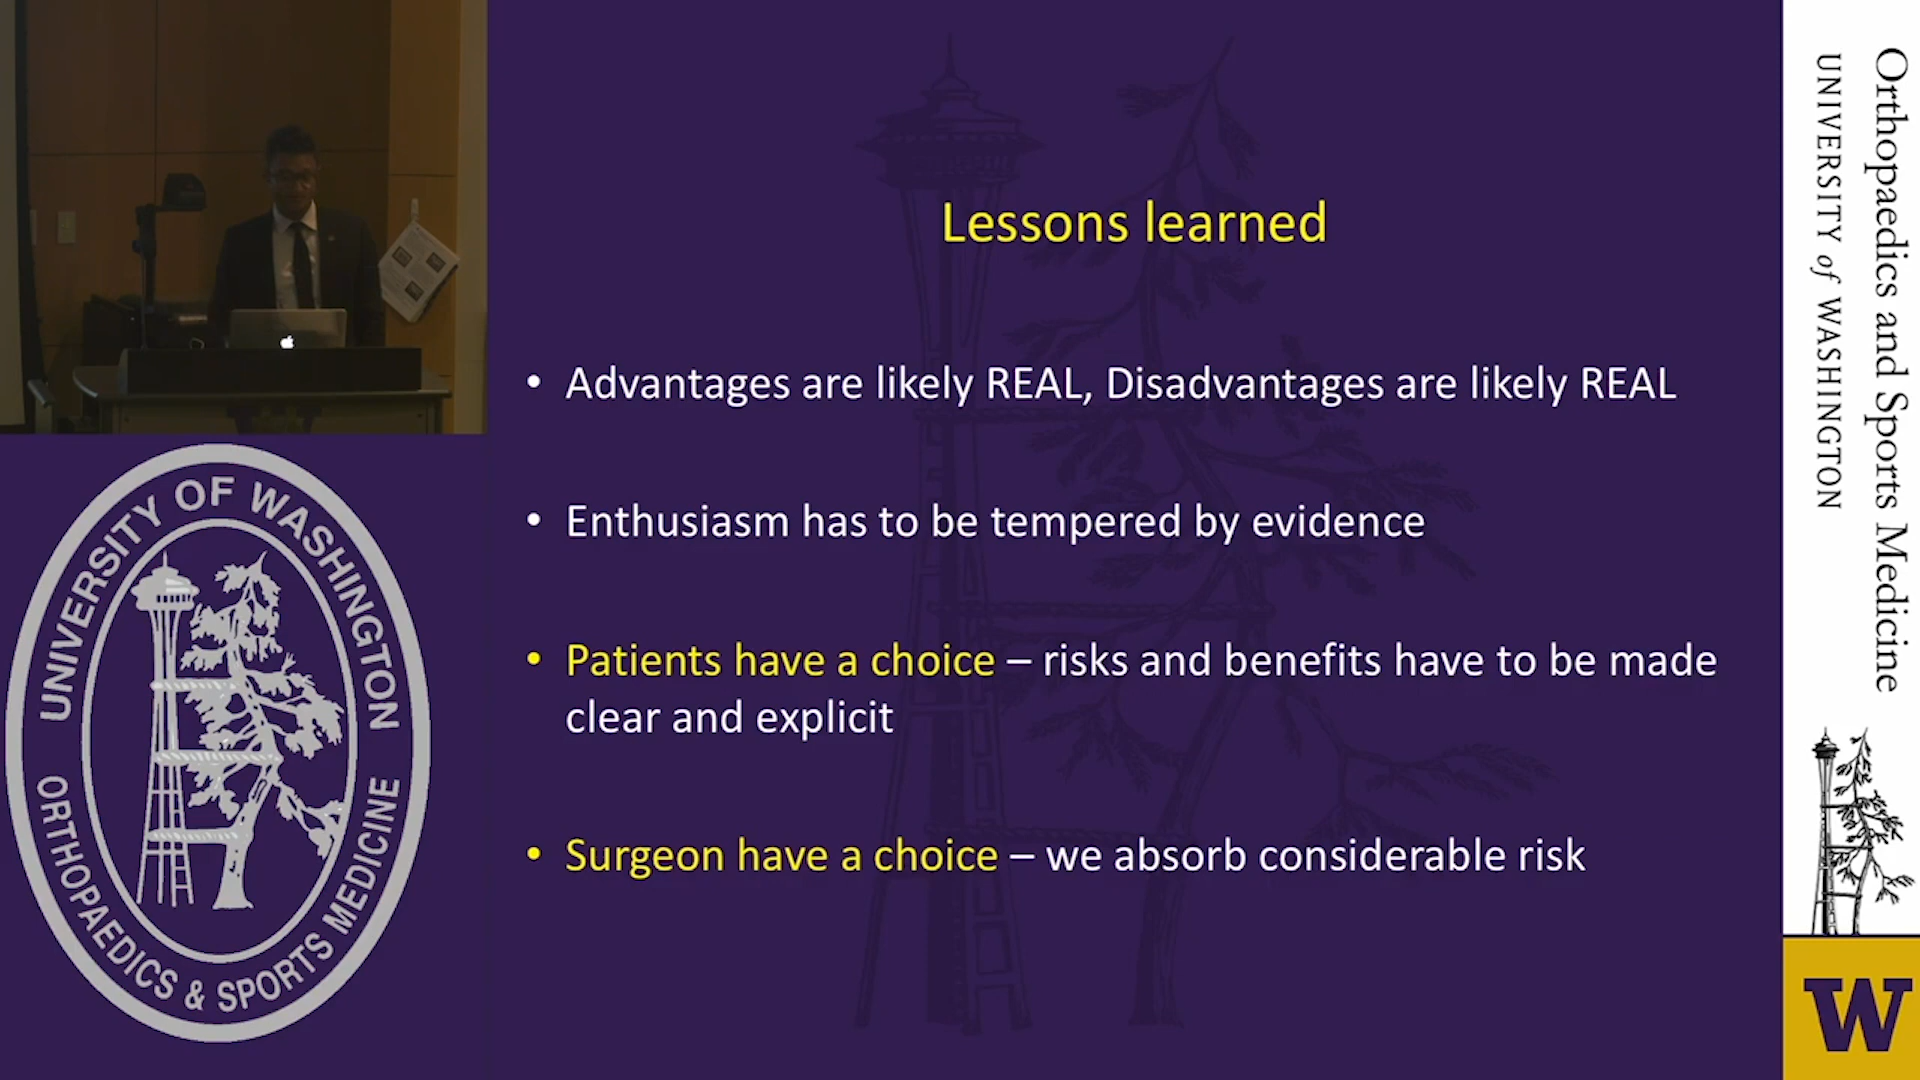 Lessons learned
• Advantages are likely REAL, Disadvantages are likely REAL
• Enthusiasm has to be tempered by evidence
• Patients have a choice – risks and benefits have to be made
clear and explicit
• Surgeon have a choice – we absorb considerable risk
UNIVERSITY OF WASHINGTON
ORTHOPAEDICS & SPORTS MEDICINE
Orthopaedics and Sports Medicine
UNIVERSITY of WASHINGTON
W